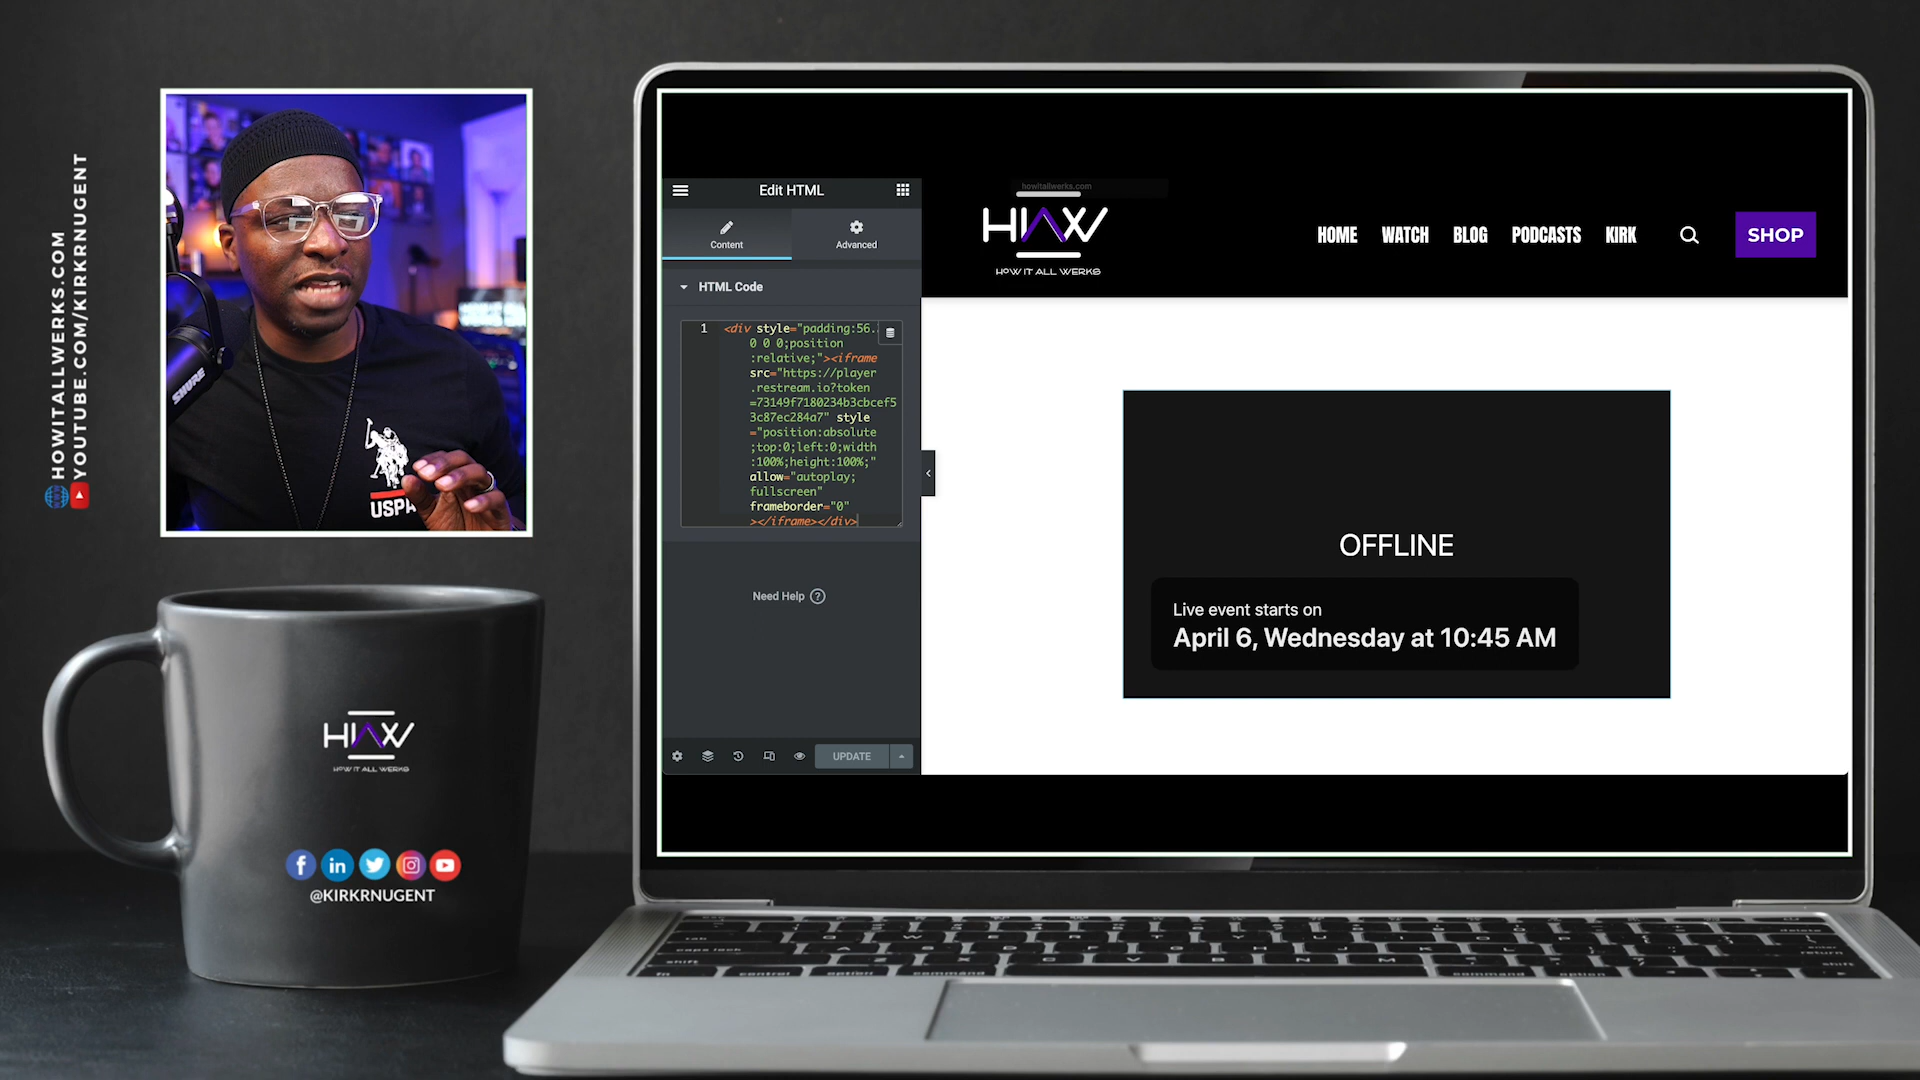 HOWITALLWERKS.COM
YOUTUBE.COM/KIRKRNUGENT
SHURE
USPA
HIAW
HOW IT ALL WERKS
@KIRKRNUGENT
Edit HTML
Content
Advanced
HTML Code
1 <div style="padding:56.
0 0 0;position
:relative;"><iframe
src="https://player
.restream.io?token
=73149f7180234b3cbcef5
3c87ec284a7" style
="position:absolute
;top:0;left:0;width
:100%;height:100%;"
allow="autoplay;
fullscreen"
frameborder="0"
></iframe></div>
Need Help
UPDATE
howitallwerks.com
HIAW
HOW IT ALL WERKS
HOME WATCH BLOG PODCASTS KIRK SHOP
OFFLINE
Live event starts on
April 6, Wednesday at 10:45 AM